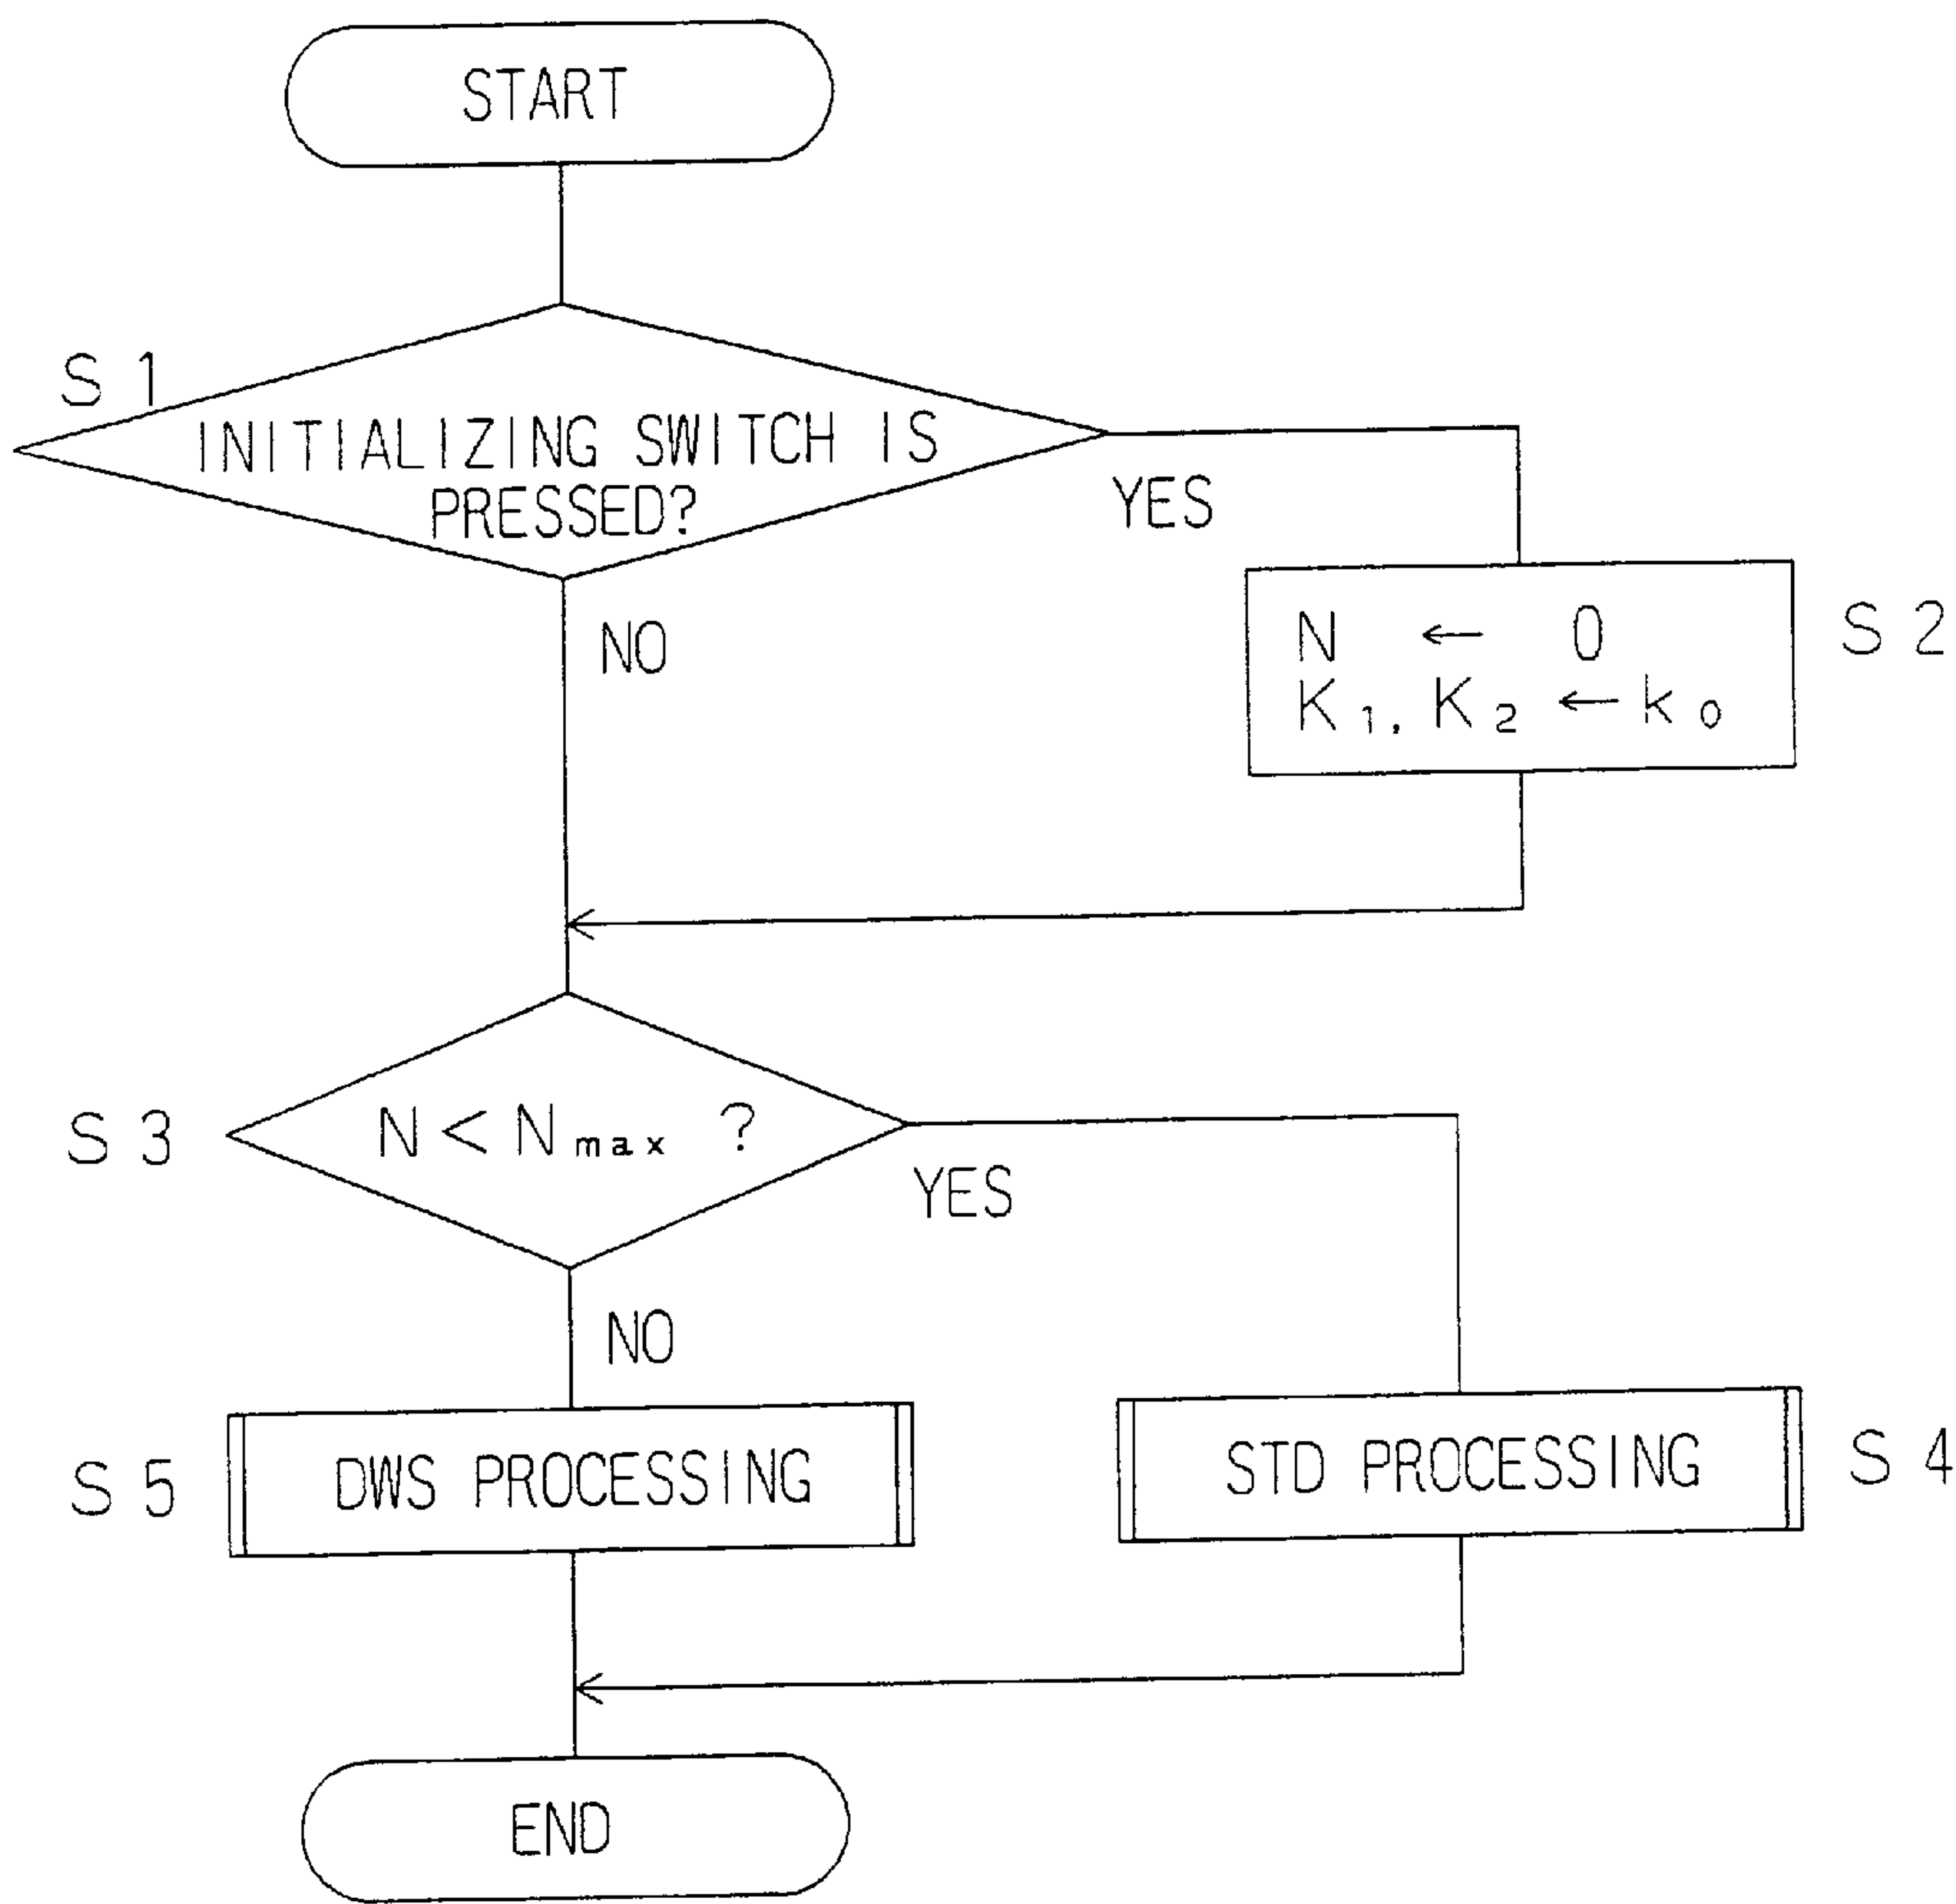 START
S 1
INITIALIZING SWITCH IS
PRESSED?
YES
NO
N ← 0
K₁, K₂ ← k₀
S 2
S 3
N < Nₘₐₓ ?
YES
NO
S 5
DWS PROCESSING
STD PROCESSING
S 4
END